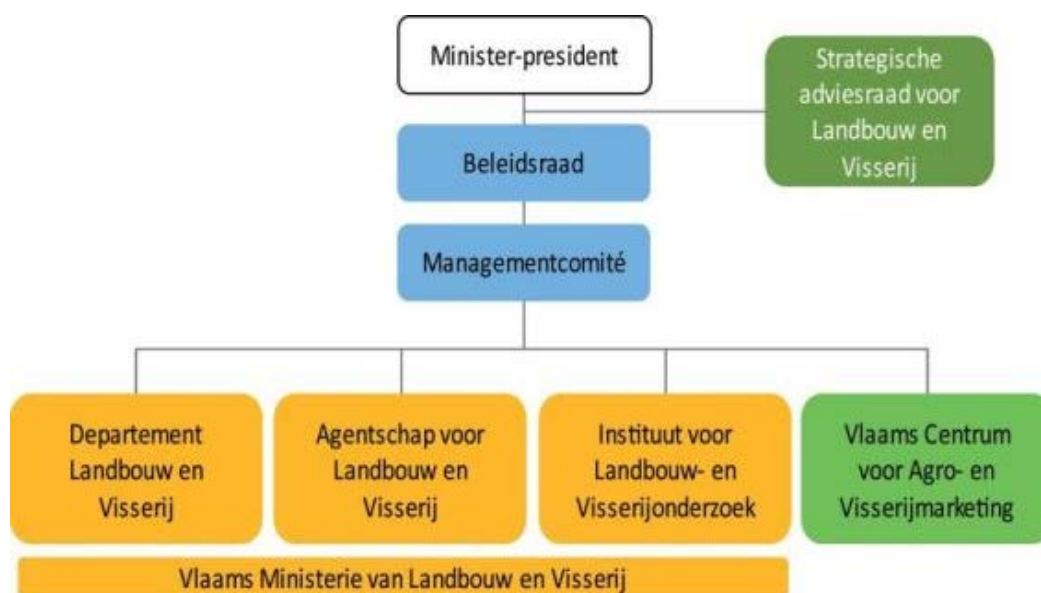 Minister-president
Strategische
adviesraad voor
Landbouw en
Visserij
Beleidsraad
Managementcomité
Departement
Landbouw en
Visserij
Agentschap voor
Landbouw en
Visserij
Instituut voor
Landbouw- en
Visserijonderzoek
Vlaams Centrum
voor Agro- en
Visserijmarketing
Vlaams Ministerie van Landbouw en Visserij